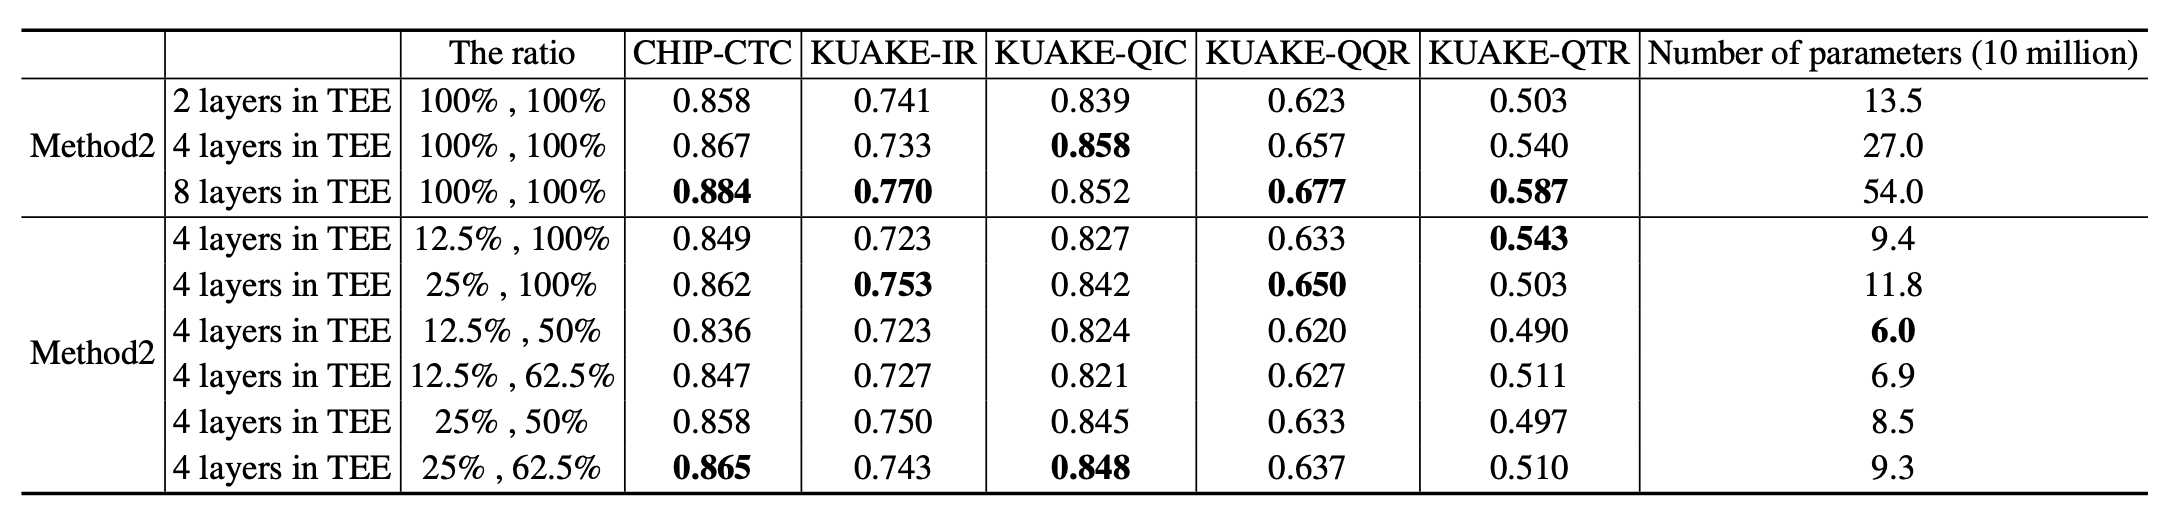 The ratio CHIP-CTC KUAKE-IR KUAKE-QIC KUAKE-QQR KUAKE-QTR Number of parameters (10 million)
2 layers in TEE 100% , 100% 0.858 0.741 0.839 0.623 0.503 13.5
Method2 4 layers in TEE 100% , 100% 0.867 0.733 0.858 0.657 0.540 27.0
8 layers in TEE 100% , 100% 0.884 0.770 0.852 0.677 0.587 54.0
4 layers in TEE 12.5% , 100% 0.849 0.723 0.827 0.633 0.543 9.4
4 layers in TEE 25% , 100% 0.862 0.753 0.842 0.650 0.503 11.8
4 layers in TEE 12.5% , 50% 0.836 0.723 0.824 0.620 0.490 6.0
Method2
4 layers in TEE 12.5% , 62.5% 0.847 0.727 0.821 0.627 0.511 6.9
4 layers in TEE 25% , 50% 0.858 0.750 0.845 0.633 0.497 8.5
4 layers in TEE 25% , 62.5% 0.865 0.743 0.848 0.637 0.510 9.3